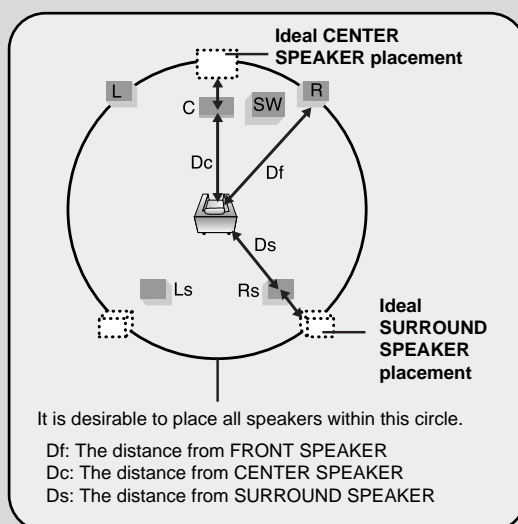 Ideal CENTER
SPEAKER placement
L
C
SW
R
Dc
Df
Ds
Ls
Rs
Ideal
SURROUND
SPEAKER
placement
It is desirable to place all speakers within this circle.
Df: The distance from FRONT SPEAKER
Dc: The distance from CENTER SPEAKER
Ds: The distance from SURROUND SPEAKER